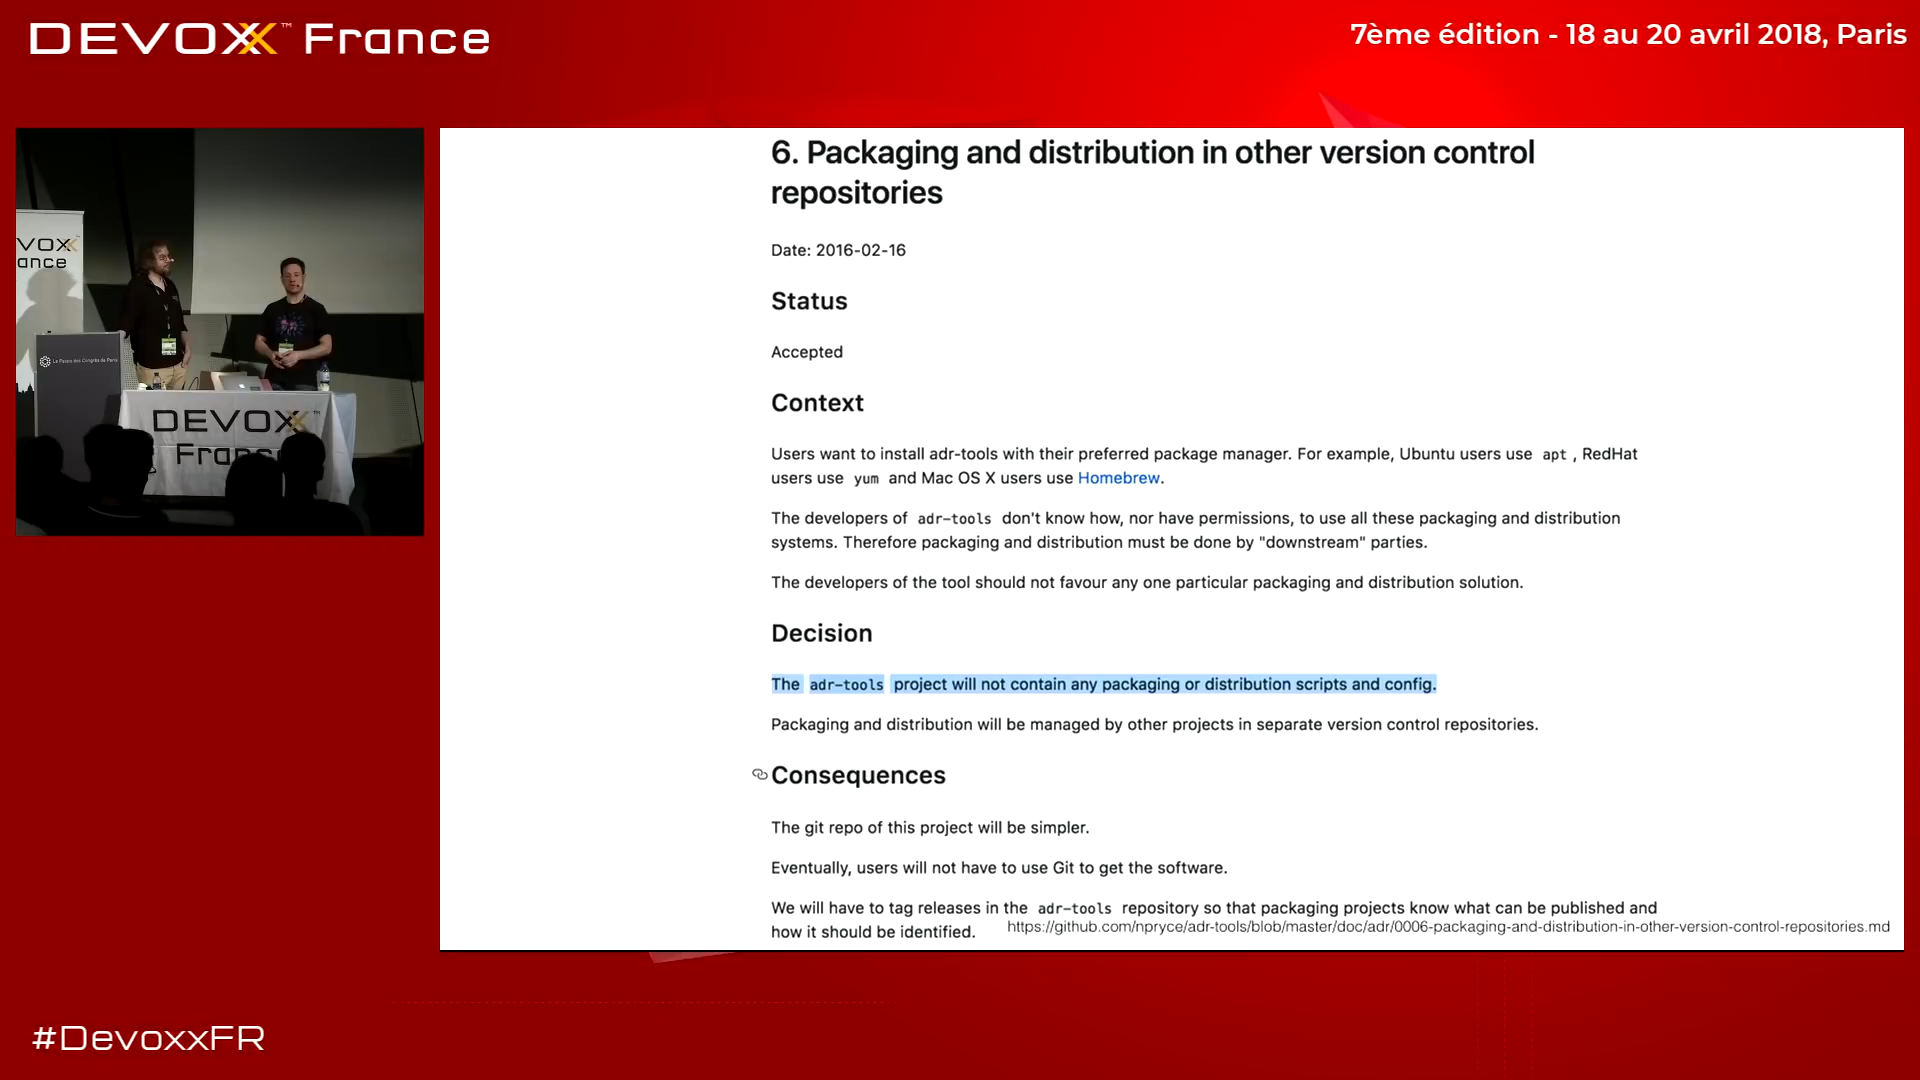 DEVOXX™ France
7ème édition - 18 au 20 avril 2018, Paris
VOXX
ance
Le Palais des Congrès de Paris
DEVOXX™
France
6. Packaging and distribution in other version control
repositories
Date: 2016-02-16
Status
Accepted
Context
Users want to install adr-tools with their preferred package manager. For example, Ubuntu users use apt , RedHat
users use yum and Mac OS X users use Homebrew.
The developers of adr-tools don't know how, nor have permissions, to use all these packaging and distribution
systems. Therefore packaging and distribution must be done by "downstream" parties.
The developers of the tool should not favour any one particular packaging and distribution solution.
Decision
The adr-tools project will not contain any packaging or distribution scripts and config.
Packaging and distribution will be managed by other projects in separate version control repositories.
Consequences
The git repo of this project will be simpler.
Eventually, users will not have to use Git to get the software.
We will have to tag releases in the adr-tools repository so that packaging projects know what can be published and
how it should be identified.
https://github.com/npryce/adr-tools/blob/master/doc/adr/0006-packaging-and-distribution-in-other-version-control-repositories.md
#DevoxxFR